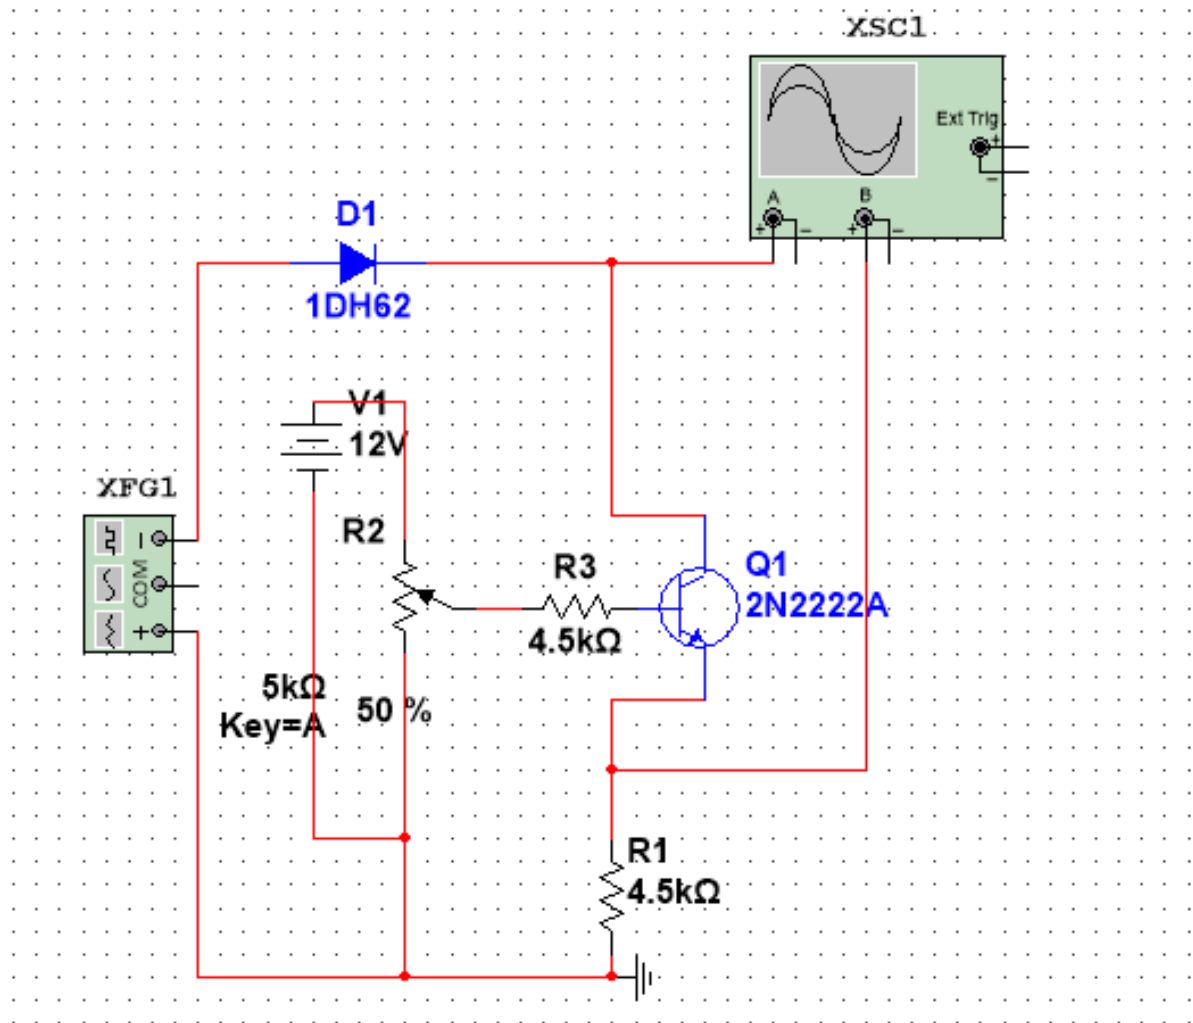 XSC1
Ext Trig
+
−
A
B
+ − + −
D1
1DH62
V1
12V
XFG1
R2
−
COM
+
R3
4.5kΩ
Q1
2N2222A
5kΩ
Key=A
50 %
R1
4.5kΩ